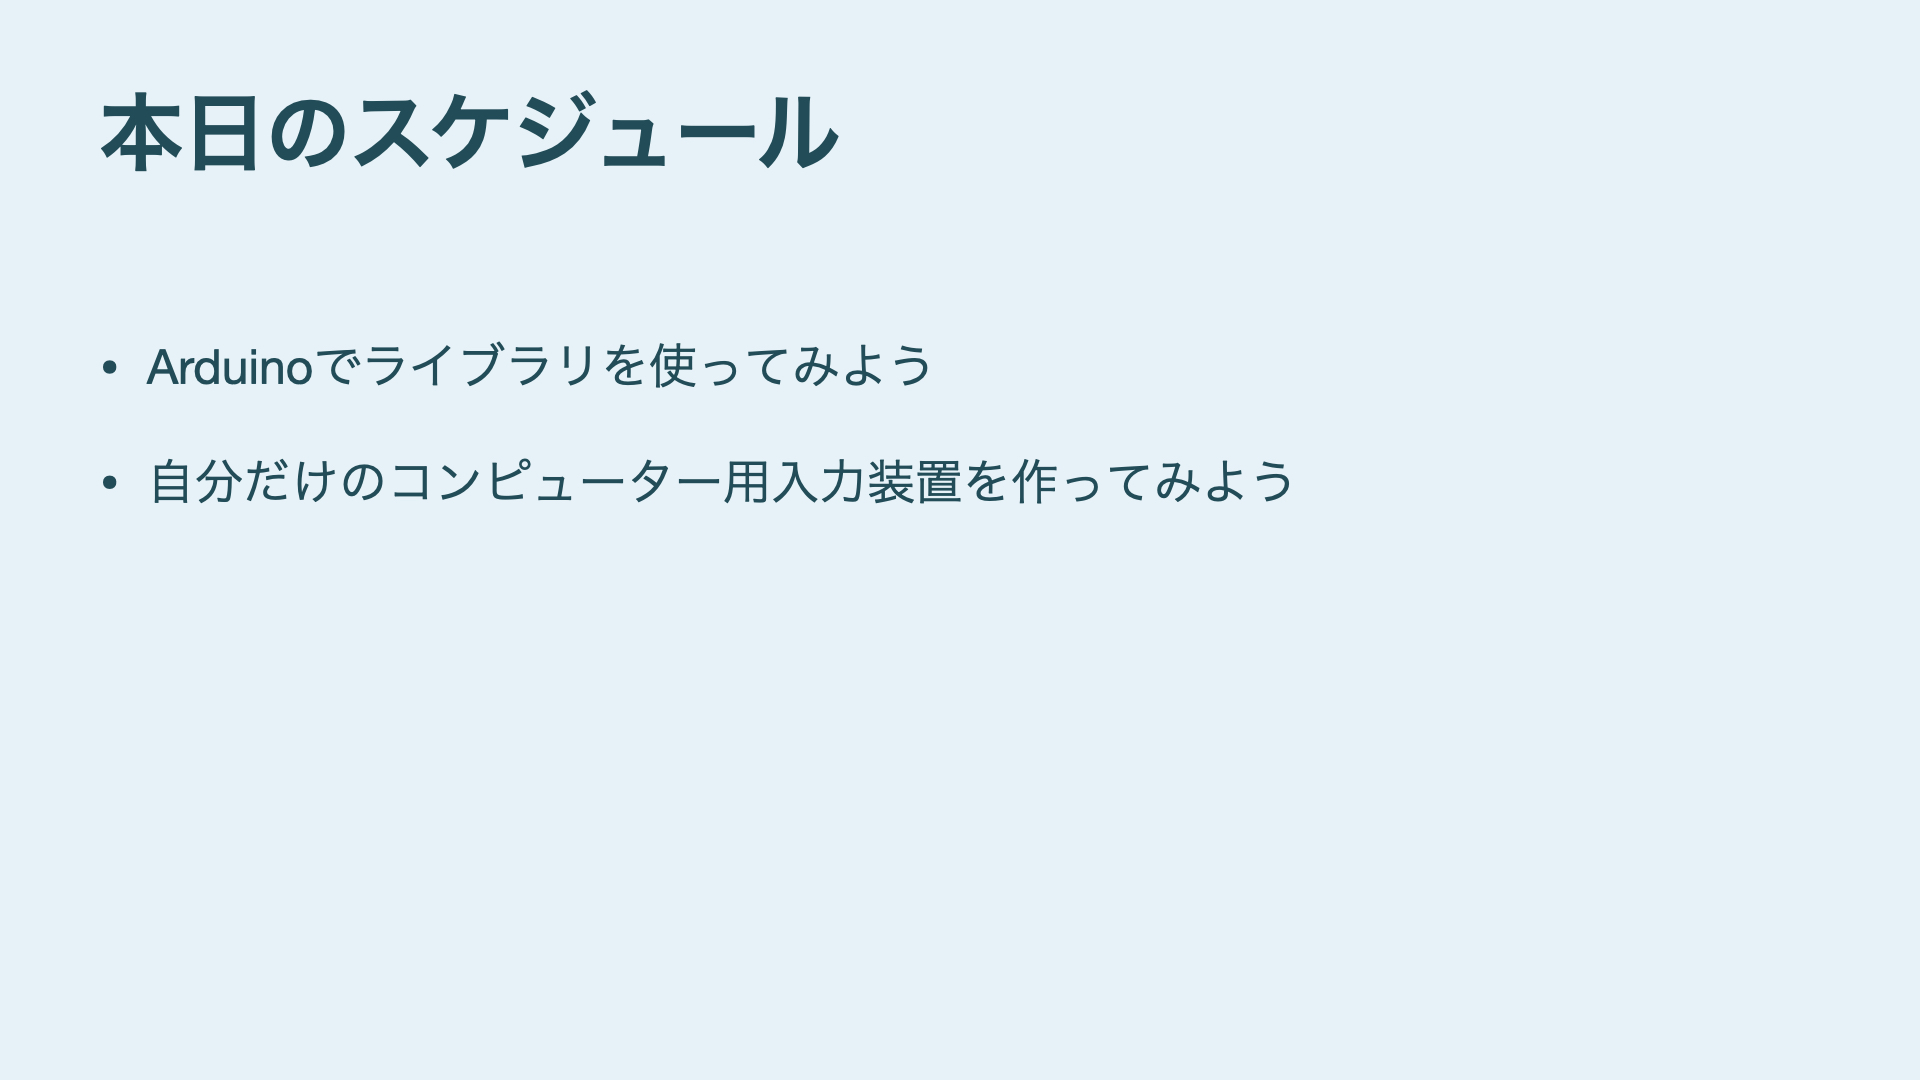 本日のスケジュール
• Arduinoでライブラリを使ってみよう
• 自分だけのコンピューター用入力装置を作ってみよう